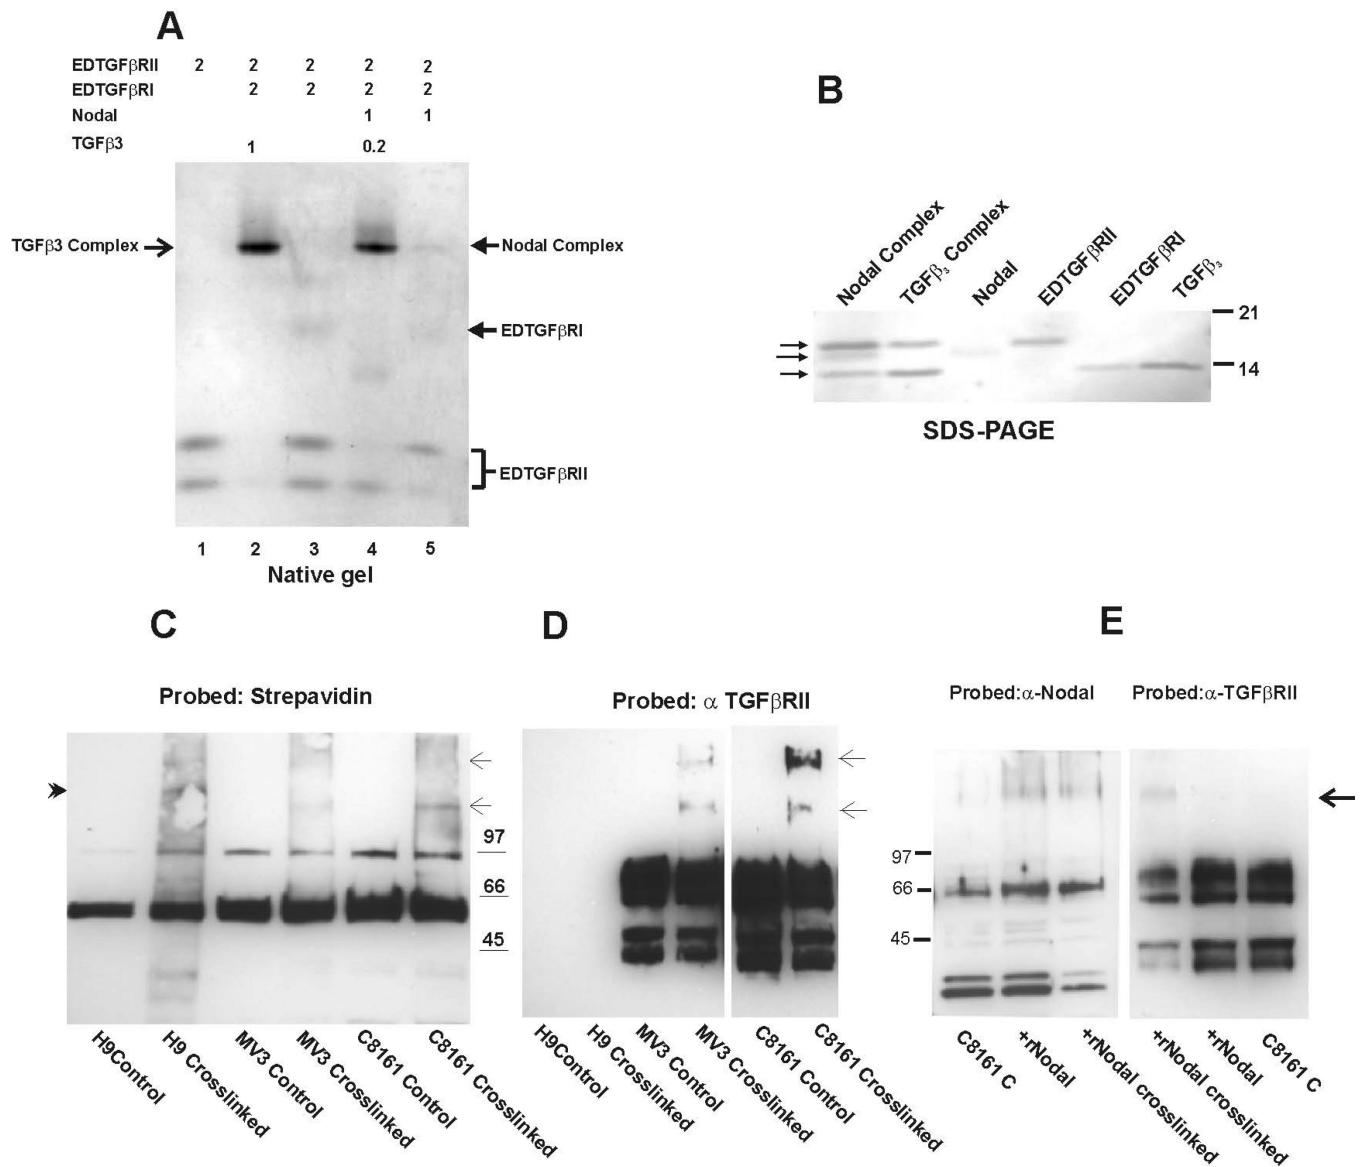 A
EDTGFβRII 2 2 2 2 2
EDTGFβRI 2 2 2 2
Nodal 1 1
TGFβ3 1 0.2
TGFβ3 Complex
Nodal Complex
EDTGFβRI
EDTGFβRII
1 2 3 4 5
Native gel
B
Nodal Complex
TGFβ₃ Complex
Nodal
EDTGFβRII
EDTGFβRI
TGFβ₃
21
14
SDS-PAGE
C
Probed: Strepavidin
97
66
45
H9Control
H9 Crosslinked
MV3 Control
MV3 Crosslinked
C8161 Control
C8161 Crosslinked
D
Probed: α TGFβRII
H9Control
H9 Crosslinked
MV3 Control
MV3 Crosslinked
C8161 Control
C8161 Crosslinked
E
Probed:α-Nodal
Probed:α-TGFβRII
97
66
45
C8161 C
+rNodal
+rNodal crosslinked
+rNodal crosslinked
+rNodal
C8161 C